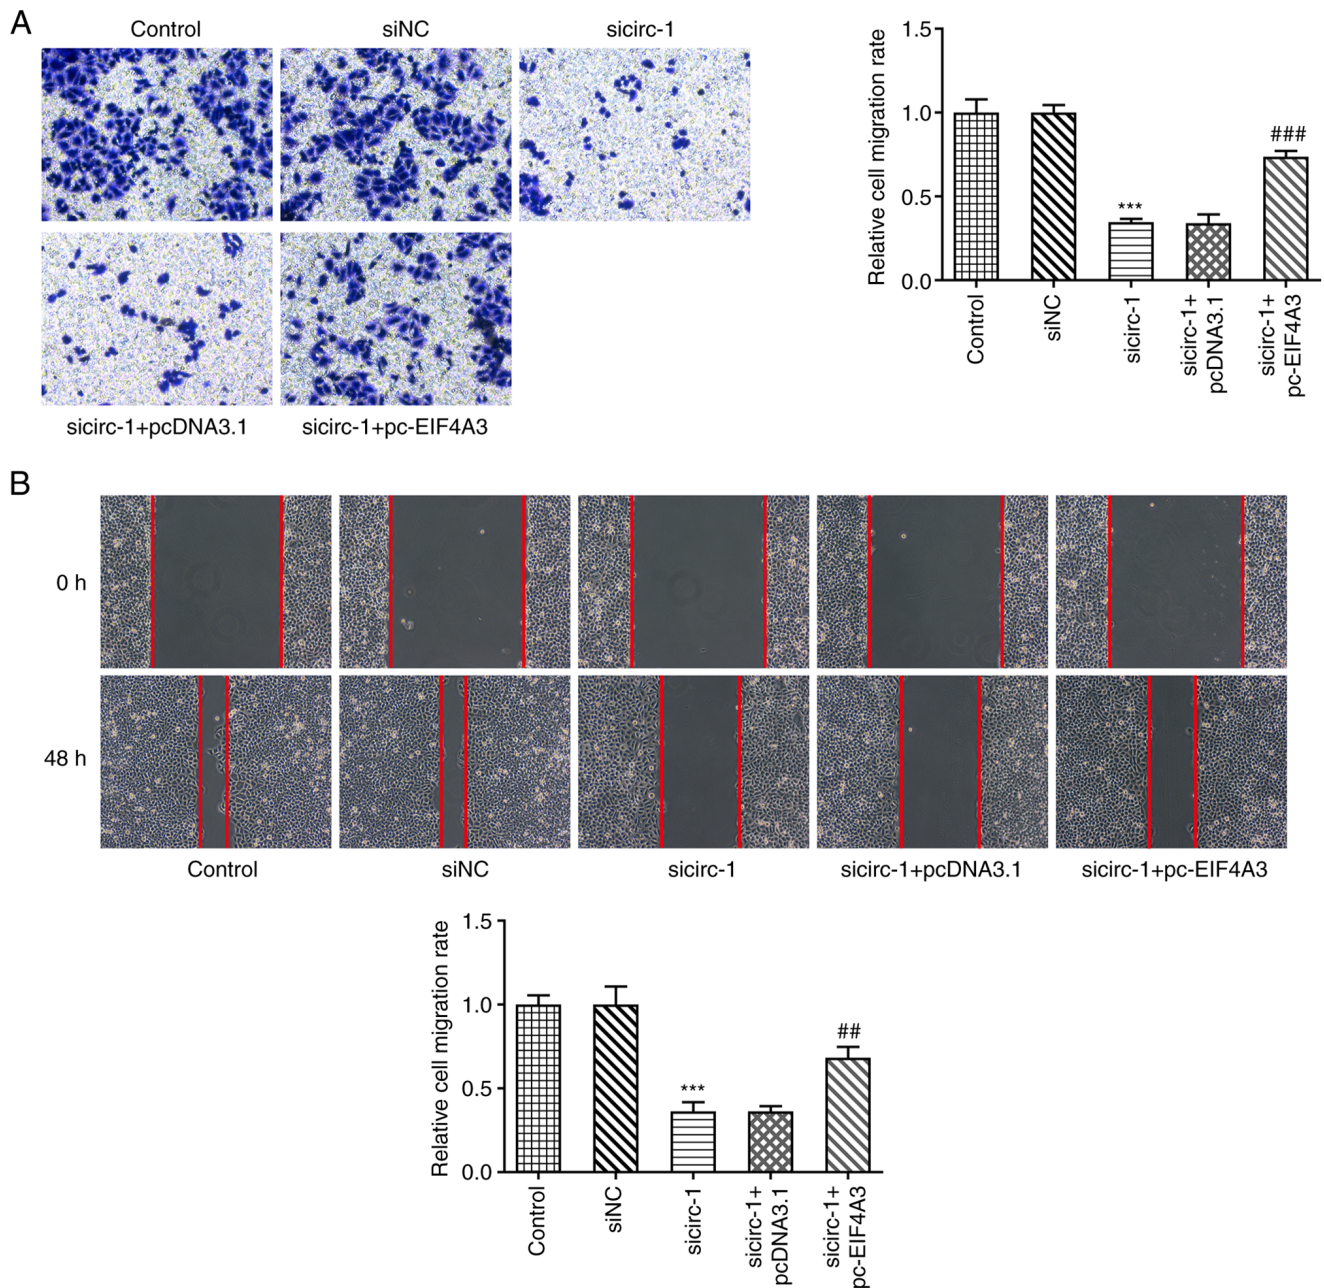 A
Control
siNC
sicirc-1
sicirc-1+pcDNA3.1
sicirc-1+pc-EIF4A3
Relative cell migration rate
1.5
1.0
0.5
0.0
***
###
Control
siNC
sicirc-1
sicirc-1+
pcDNA3.1
sicirc-1+
pc-EIF4A3
B
0 h
48 h
Control
siNC
sicirc-1
sicirc-1+pcDNA3.1
sicirc-1+pc-EIF4A3
Relative cell migration rate
1.5
1.0
0.5
0.0
***
##
Control
siNC
sicirc-1
sicirc-1+
pcDNA3.1
sicirc-1+
pc-EIF4A3